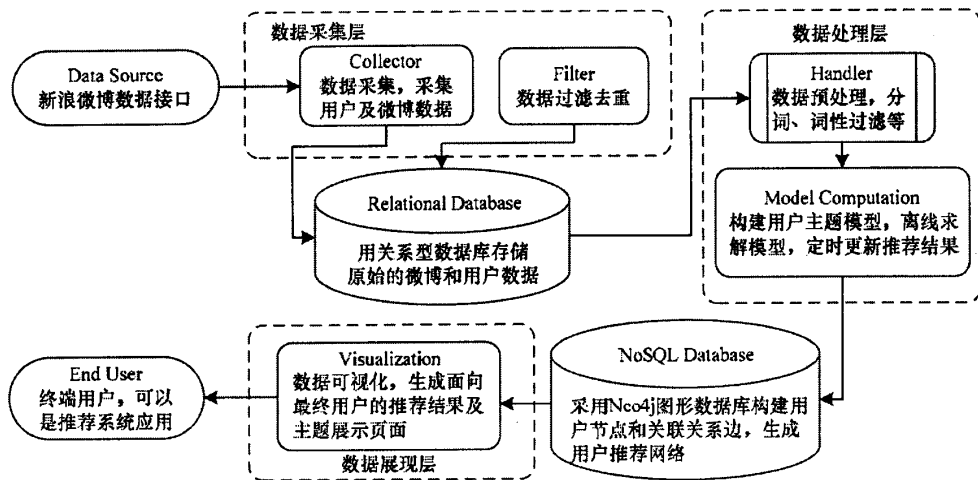 数据采集层
Data Source
新浪微博数据接口
Collector
数据采集，采集
用户及微博数据
Filter
数据过滤去重
数据处理层
Handler
数据预处理，分
词、词性过滤等
Relational Database
用关系型数据库存储
原始的微博和用户数据
Model Computation
构建用户主题模型，离线求
解模型，定时更新推荐结果
NoSQL Database
采用Nco4j图形数据库构建用
户节点和关联关系边，生成
用户推荐网络
Visualization
数据可视化，生成面向
最终用户的推荐结果及
主题展示页面
数据展现层
End User
终端用户，可以
是推荐系统应用